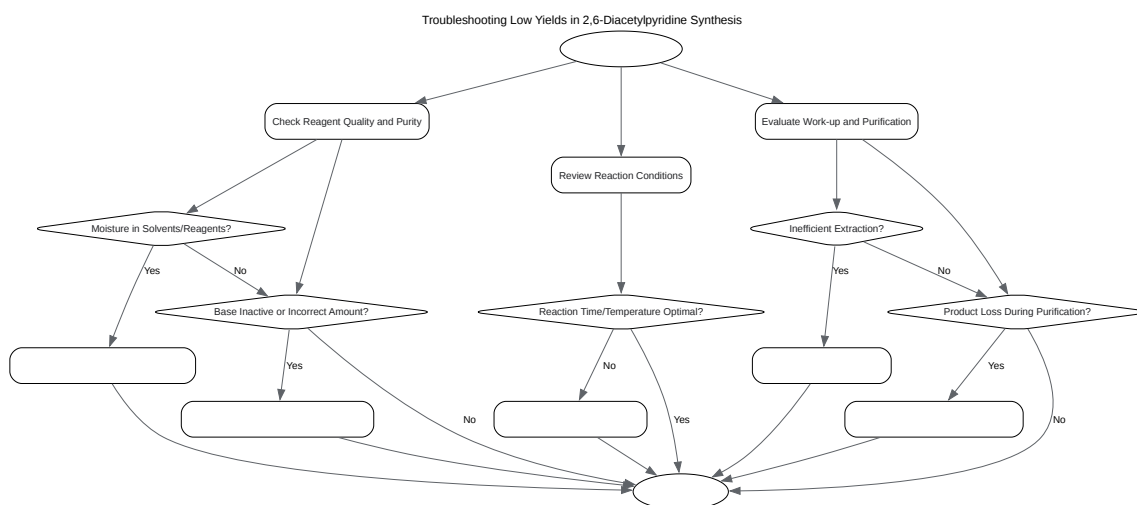 Troubleshooting Low Yields in 2,6-Diacetylpyridine Synthesis
Check Reagent Quality and Purity
Evaluate Work-up and Purification
Review Reaction Conditions
Moisture in Solvents/Reagents?
Inefficient Extraction?
Yes
No
Yes
No
Base Inactive or Incorrect Amount?
Reaction Time/Temperature Optimal?
Product Loss During Purification?
Yes
No
Yes
No
Yes
No